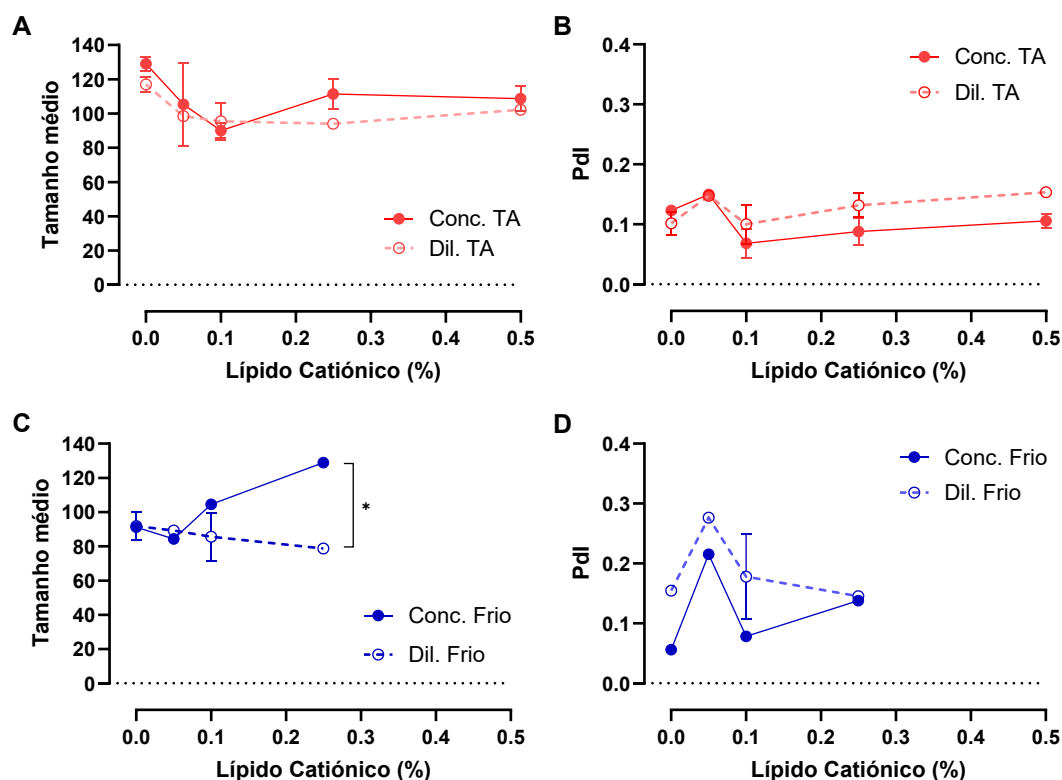 A
Tamanho médio
140
120
100
80
60
40
20
0
Conc. TA
Dil. TA
0.0 0.1 0.2 0.3 0.4 0.5
Lípido Catiónico (%)
B
PdI
0.4
0.3
0.2
0.1
0.0
Conc. TA
Dil. TA
0.0 0.1 0.2 0.3 0.4 0.5
Lípido Catiónico (%)
C
Tamanho médio
140
120
100
80
60
40
20
0
*
Conc. Frio
Dil. Frio
0.0 0.1 0.2 0.3 0.4 0.5
Lípido Catiónico (%)
D
PdI
0.4
0.3
0.2
0.1
0.0
Conc. Frio
Dil. Frio
0.0 0.1 0.2 0.3 0.4 0.5
Lípido Catiónico (%)